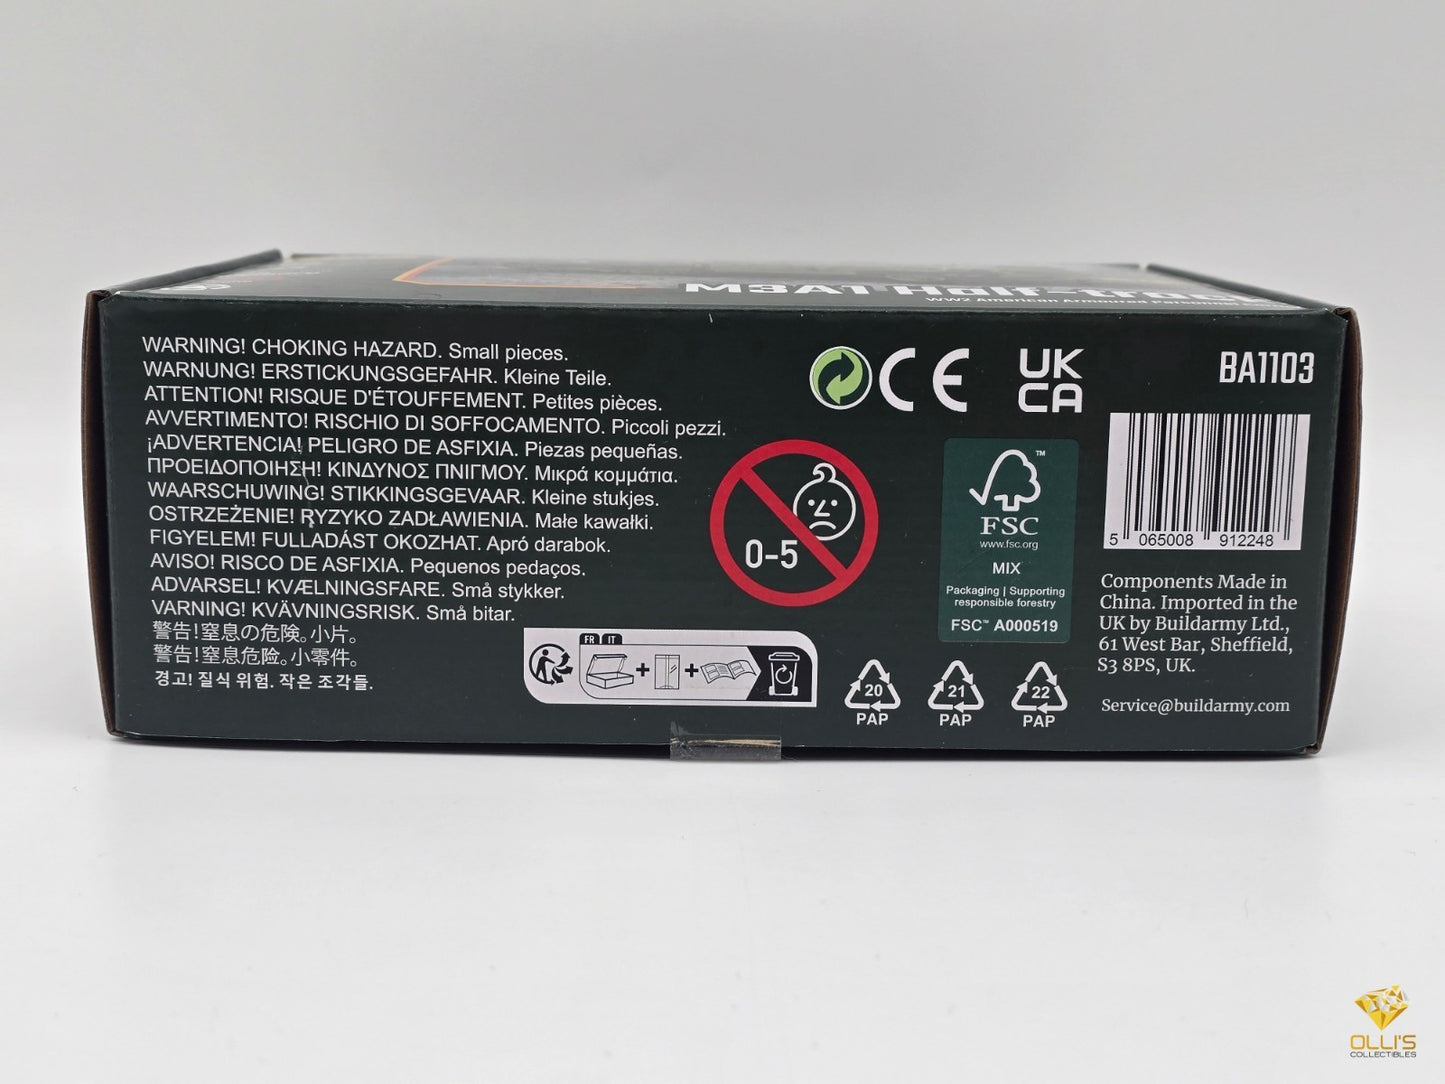 M3A1 Half-track
WW2 American Armoured Personnel
WARNING! CHOKING HAZARD. Small pieces.
WARNUNG! ERSTICKUNGSGEFAHR. Kleine Teile.
ATTENTION! RISQUE D'ÉTOUFFEMENT. Petites pièces.
AVVERTIMENTO! RISCHIO DI SOFFOCAMENTO. Piccoli pezzi.
¡ADVERTENCIA! PELIGRO DE ASFIXIA. Piezas pequeñas.
ΠΡΟΕΙΔΟΠΟΙΗΣΗ! ΚΙΝΔΥΝΟΣ ΠΝΙΓΜΟΥ. Μικρά κομμάτια.
WAARSCHUWING! STIKKINGSGEVAAR. Kleine stukjes.
OSTRZEŻENIE! RYZYKO ZADŁAWIENIA. Małe kawałki.
FIGYELEM! FULLADÁST OKOZHAT. Apró darabok.
AVISO! RISCO DE ASFIXIA. Pequenos pedaços.
ADVARSEL! KVÆLNINGSFARE. Små stykker.
VARNING! KVÄVNINGSRISK. Små bitar.
警告!窒息の危険。小片。
警告!窒息危险。小零件。
경고! 질식 위험. 작은 조각들.
FR IT
0-5
CE
UK
CA
FSC
™
www.fsc.org
MIX
Packaging | Supporting
responsible forestry
FSC™ A000519
20
PAP
21
PAP
22
PAP
BA1103
5 065008 912248
Components Made in
China. Imported in the
UK by Buildarmy Ltd.,
61 West Bar, Sheffield,
S3 8PS, UK.
Service@buildarmy.com
OLLI'S
COLLECTIBLES